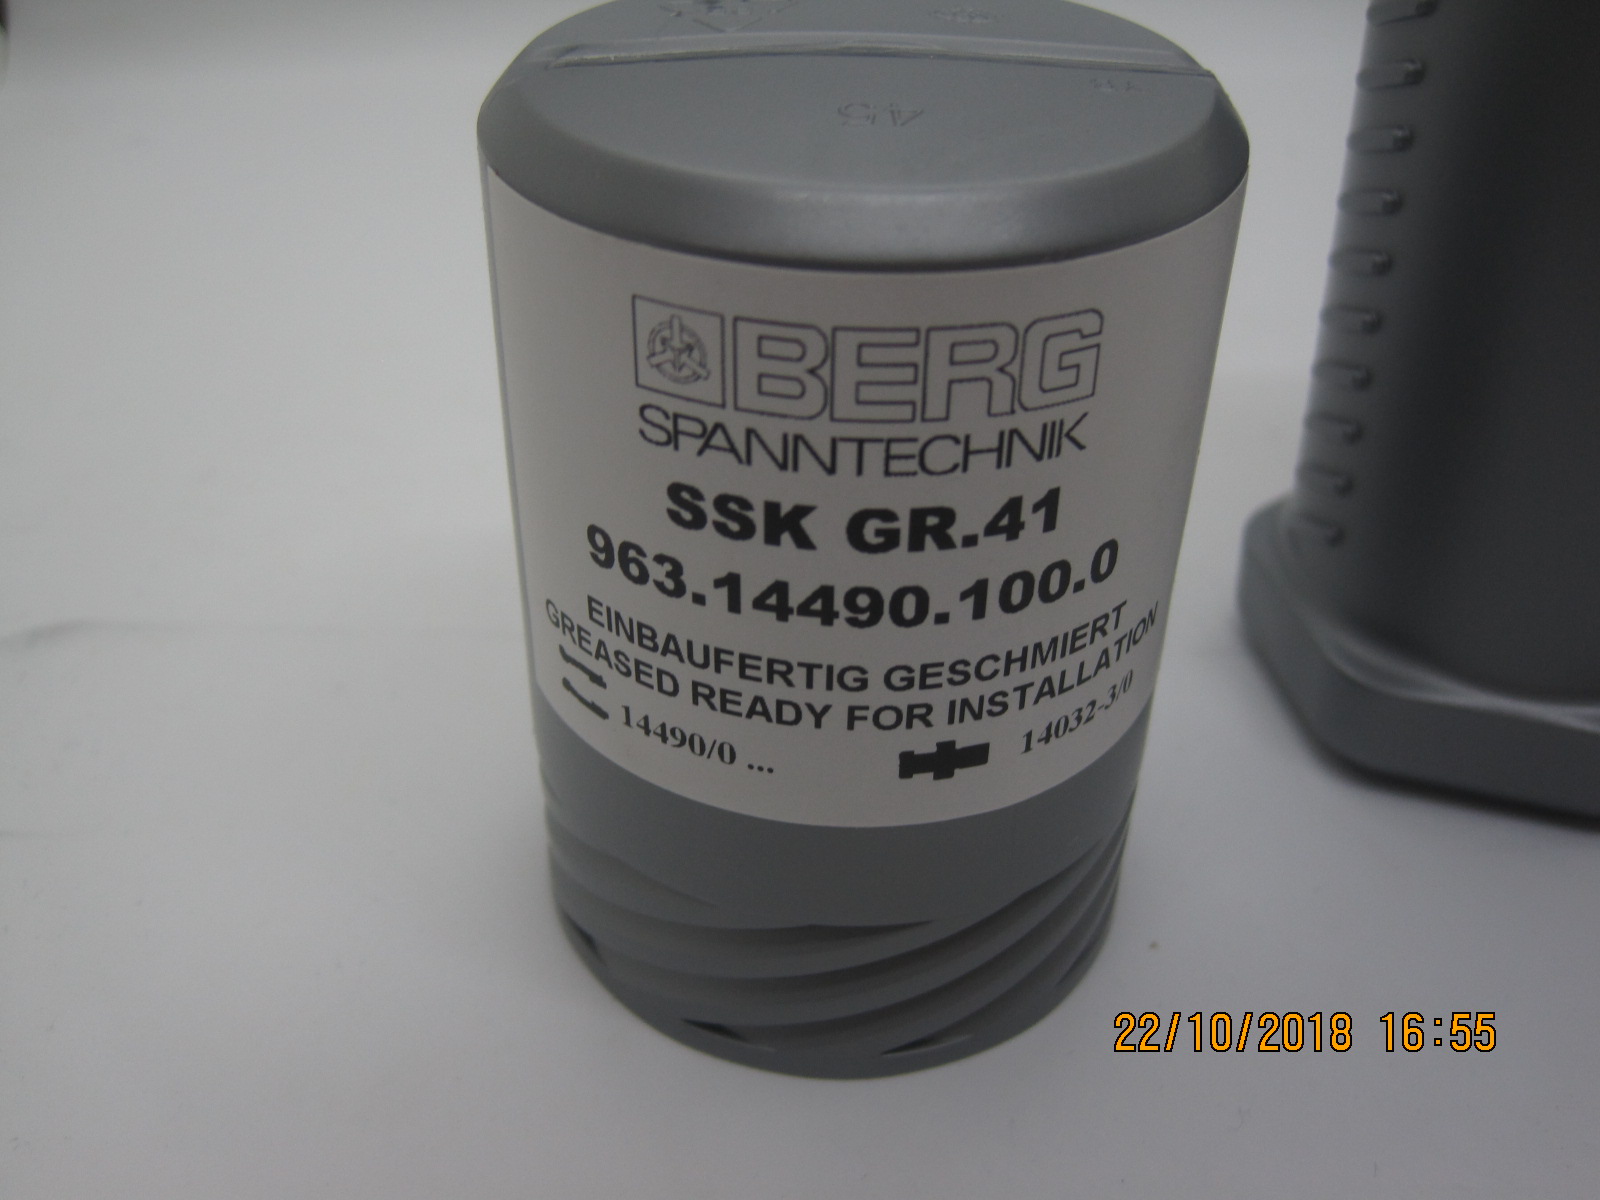 45
BERG
SPANNTECHNIK
SSK GR.41
963.14490.100.0
EINBAUFERTIG GESCHMIERT
GREASED READY FOR INSTALLATION
14490/0 ...
14032-3/0
22/10/2018 16:55